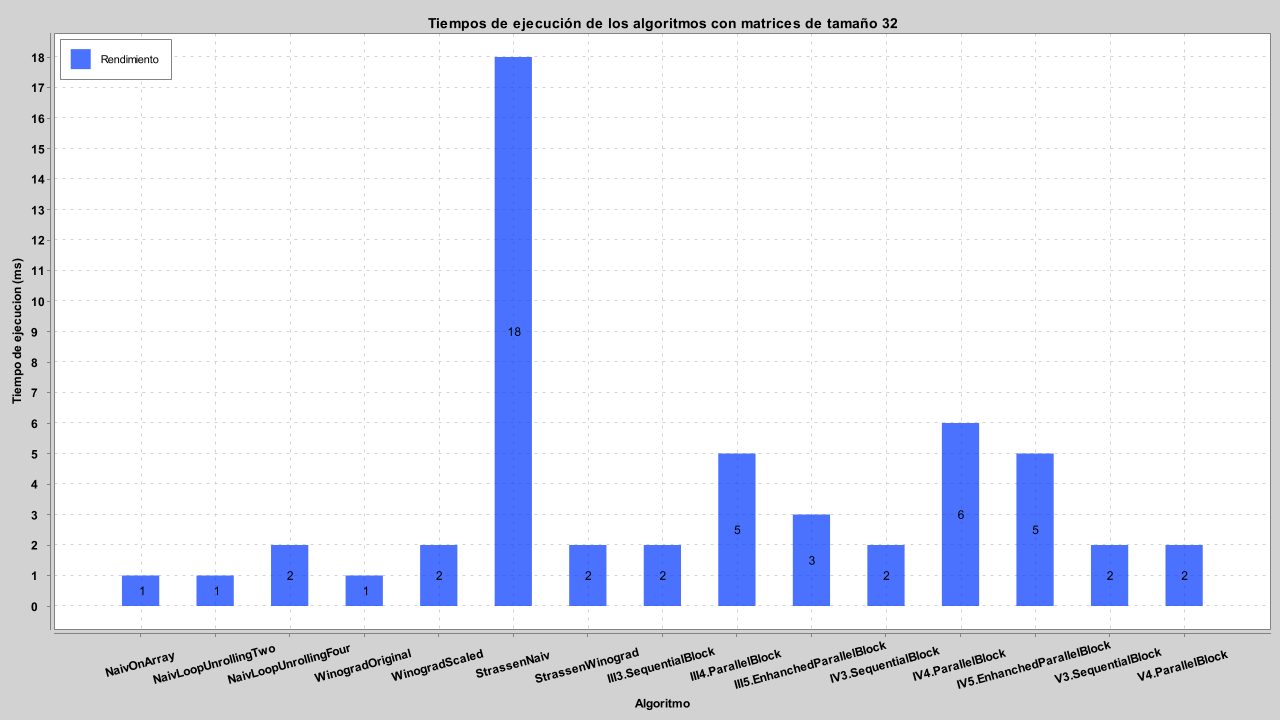 Tiempos de ejecución de los algoritmos con matrices de tamaño 32
Rendimiento
Tiempo de ejecucion (ms)
18
17
16
15
14
13
12
11
10
9
8
7
6
5
4
3
2
1
0
1
1
2
1
2
18
2
2
5
3
2
6
5
2
2
NaivOnArray
NaivLoopUnrollingTwo
NaivLoopUnrollingFour
WinogradOriginal
WinogradScaled
StrassenNaiv
StrassenWinograd
III3.SequentialBlock
III4.ParallelBlock
III5.EnhanchedParallelBlock
IV3.SequentialBlock
IV4.ParallelBlock
IV5.EnhanchedParallelBlock
V3.SequentialBlock
V4.ParallelBlock
Algoritmo